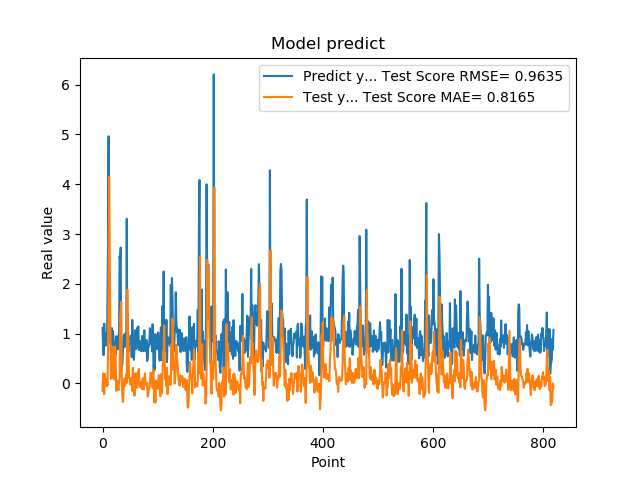 Model predict
Predict y... Test Score RMSE= 0.9635
Test y... Test Score MAE= 0.8165
Real value
6
5
4
3
2
1
0
0 200 400 600 800
Point